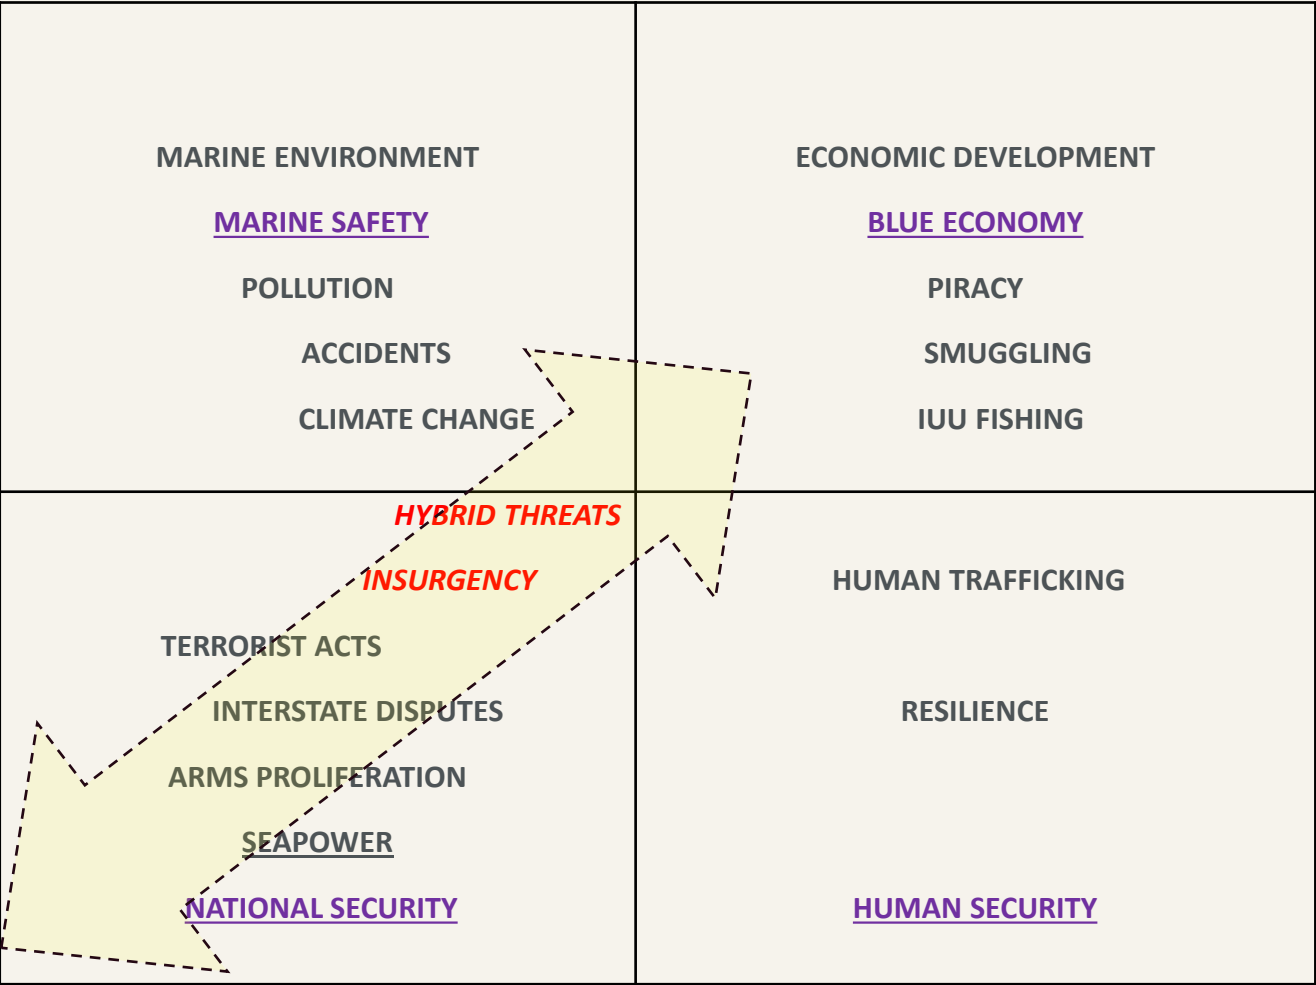 MARINE ENVIRONMENT
MARINE SAFETY
POLLUTION
ACCIDENTS
CLIMATE CHANGE
ECONOMIC DEVELOPMENT
BLUE ECONOMY
PIRACY
SMUGGLING
IUU FISHING
HYBRID THREATS
INSURGENCY
TERRORIST ACTS
INTERSTATE DISPUTES
ARMS PROLIFERATION
SEAPOWER
NATIONAL SECURITY
HUMAN TRAFFICKING
RESILIENCE
HUMAN SECURITY